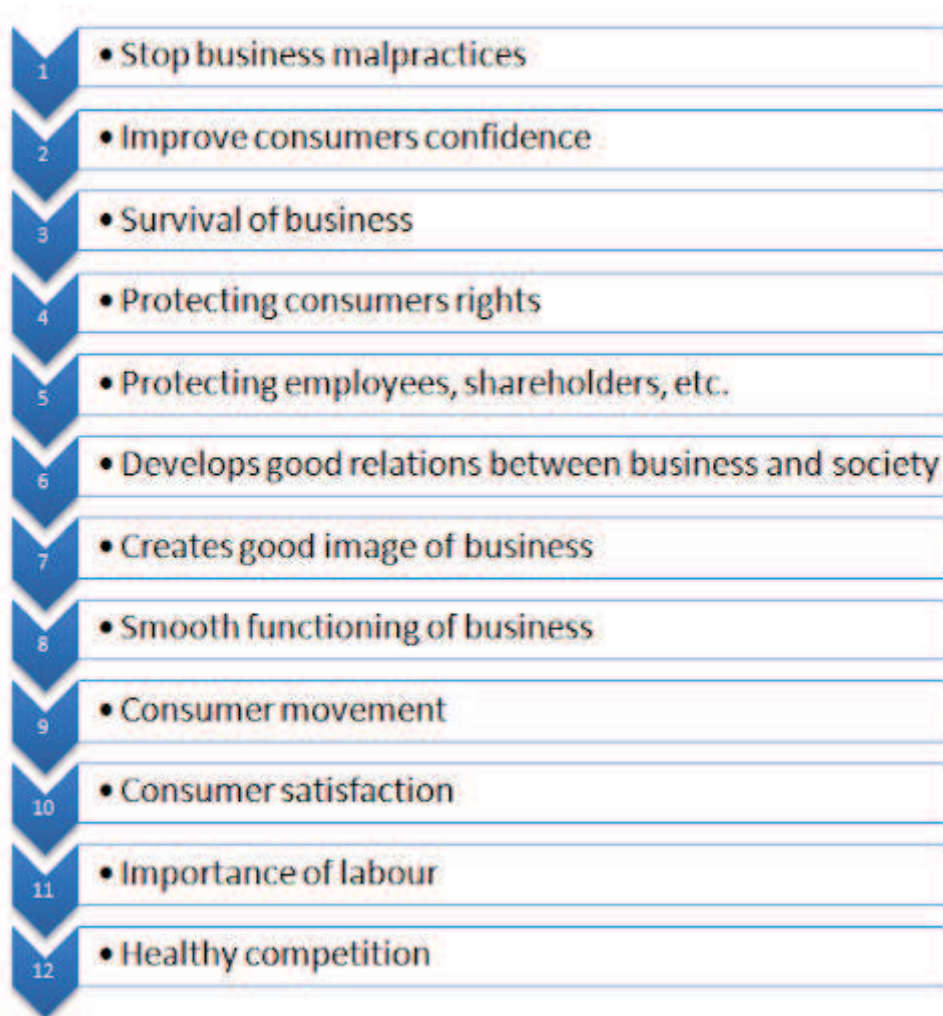 1 • Stop business malpractices
2 • Improve consumers confidence
3 • Survival of business
4 • Protecting consumers rights
5 • Protecting employees, shareholders, etc.
6 • Develops good relations between business and society
7 • Creates good image of business
8 • Smooth functioning of business
9 • Consumer movement
10 • Consumer satisfaction
11 • Importance of labour
12 • Healthy competition